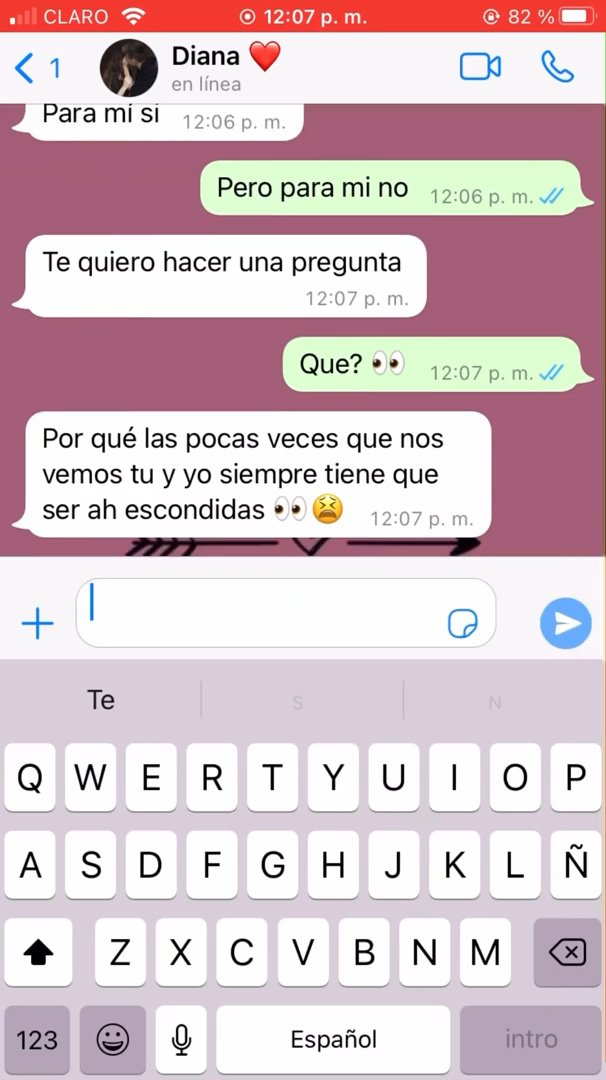 CLARO 12:07 p. m. 82 %
1 Diana ❤️
en línea
Para mi si 12:06 p. m.
Pero para mi no 12:06 p. m.
Te quiero hacer una pregunta
12:07 p. m.
Que? 👀 12:07 p. m.
Por qué las pocas veces que nos
vemos tu y yo siempre tiene que
ser ah escondidas 👀😫 12:07 p. m.
Te S N
Q W E R T Y U I O P
A S D F G H J K L Ñ
Z X C V B N M
123 Español intro